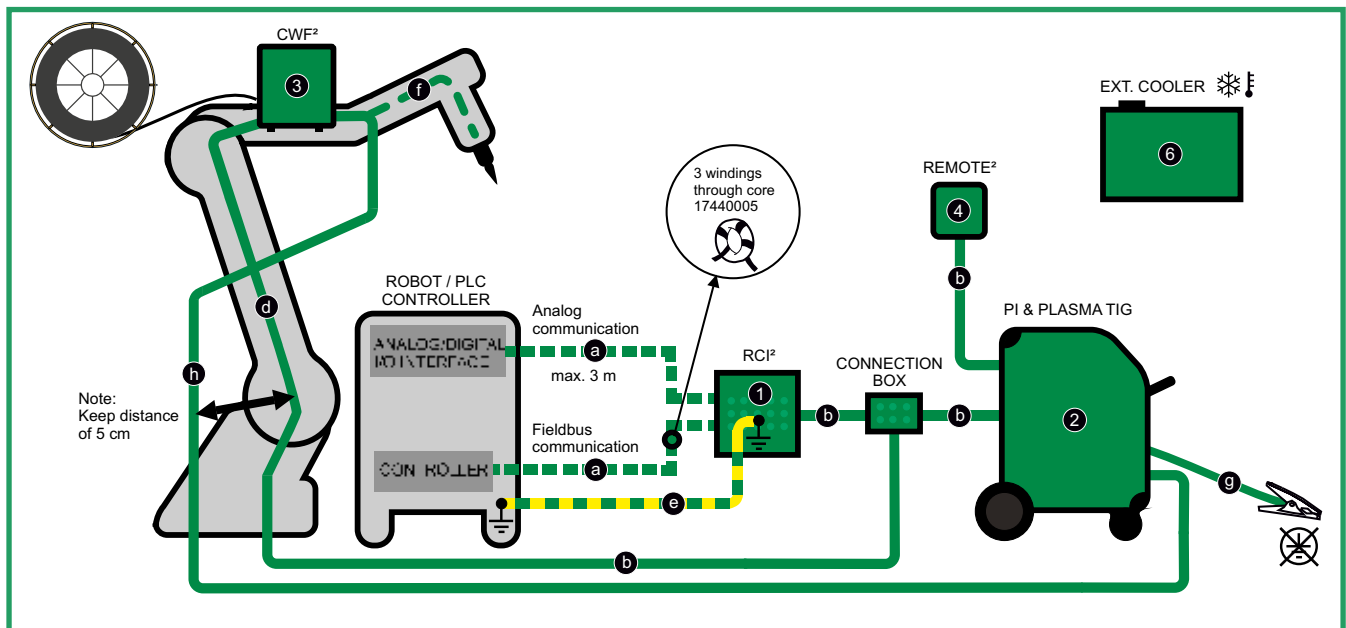 CWF²
3
f
EXT. COOLER
6
3 windings
through core
17440005
REMOTE²
4
b
d
ROBOT / PLC
CONTROLLER
ANALOG/DIGITAL
I/O INTERFACE
Analog
communication
a
max. 3 m
RCI²
1
CONNECTION
BOX
b
b
PI & PLASMA TIG
2
h
Note:
Keep distance
of 5 cm
Fieldbus
communication
a
CONTROLLER
e
g
b